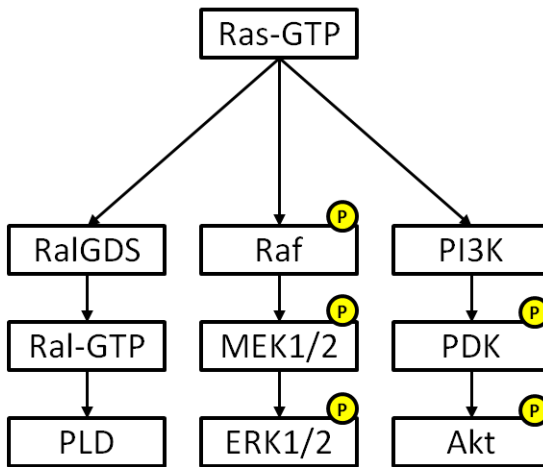 Ras-GTP
P
RalGDS
Raf
PI3K
P
P
Ral-GTP
MEK1/2
PDK
P
P
PLD
ERK1/2
Akt